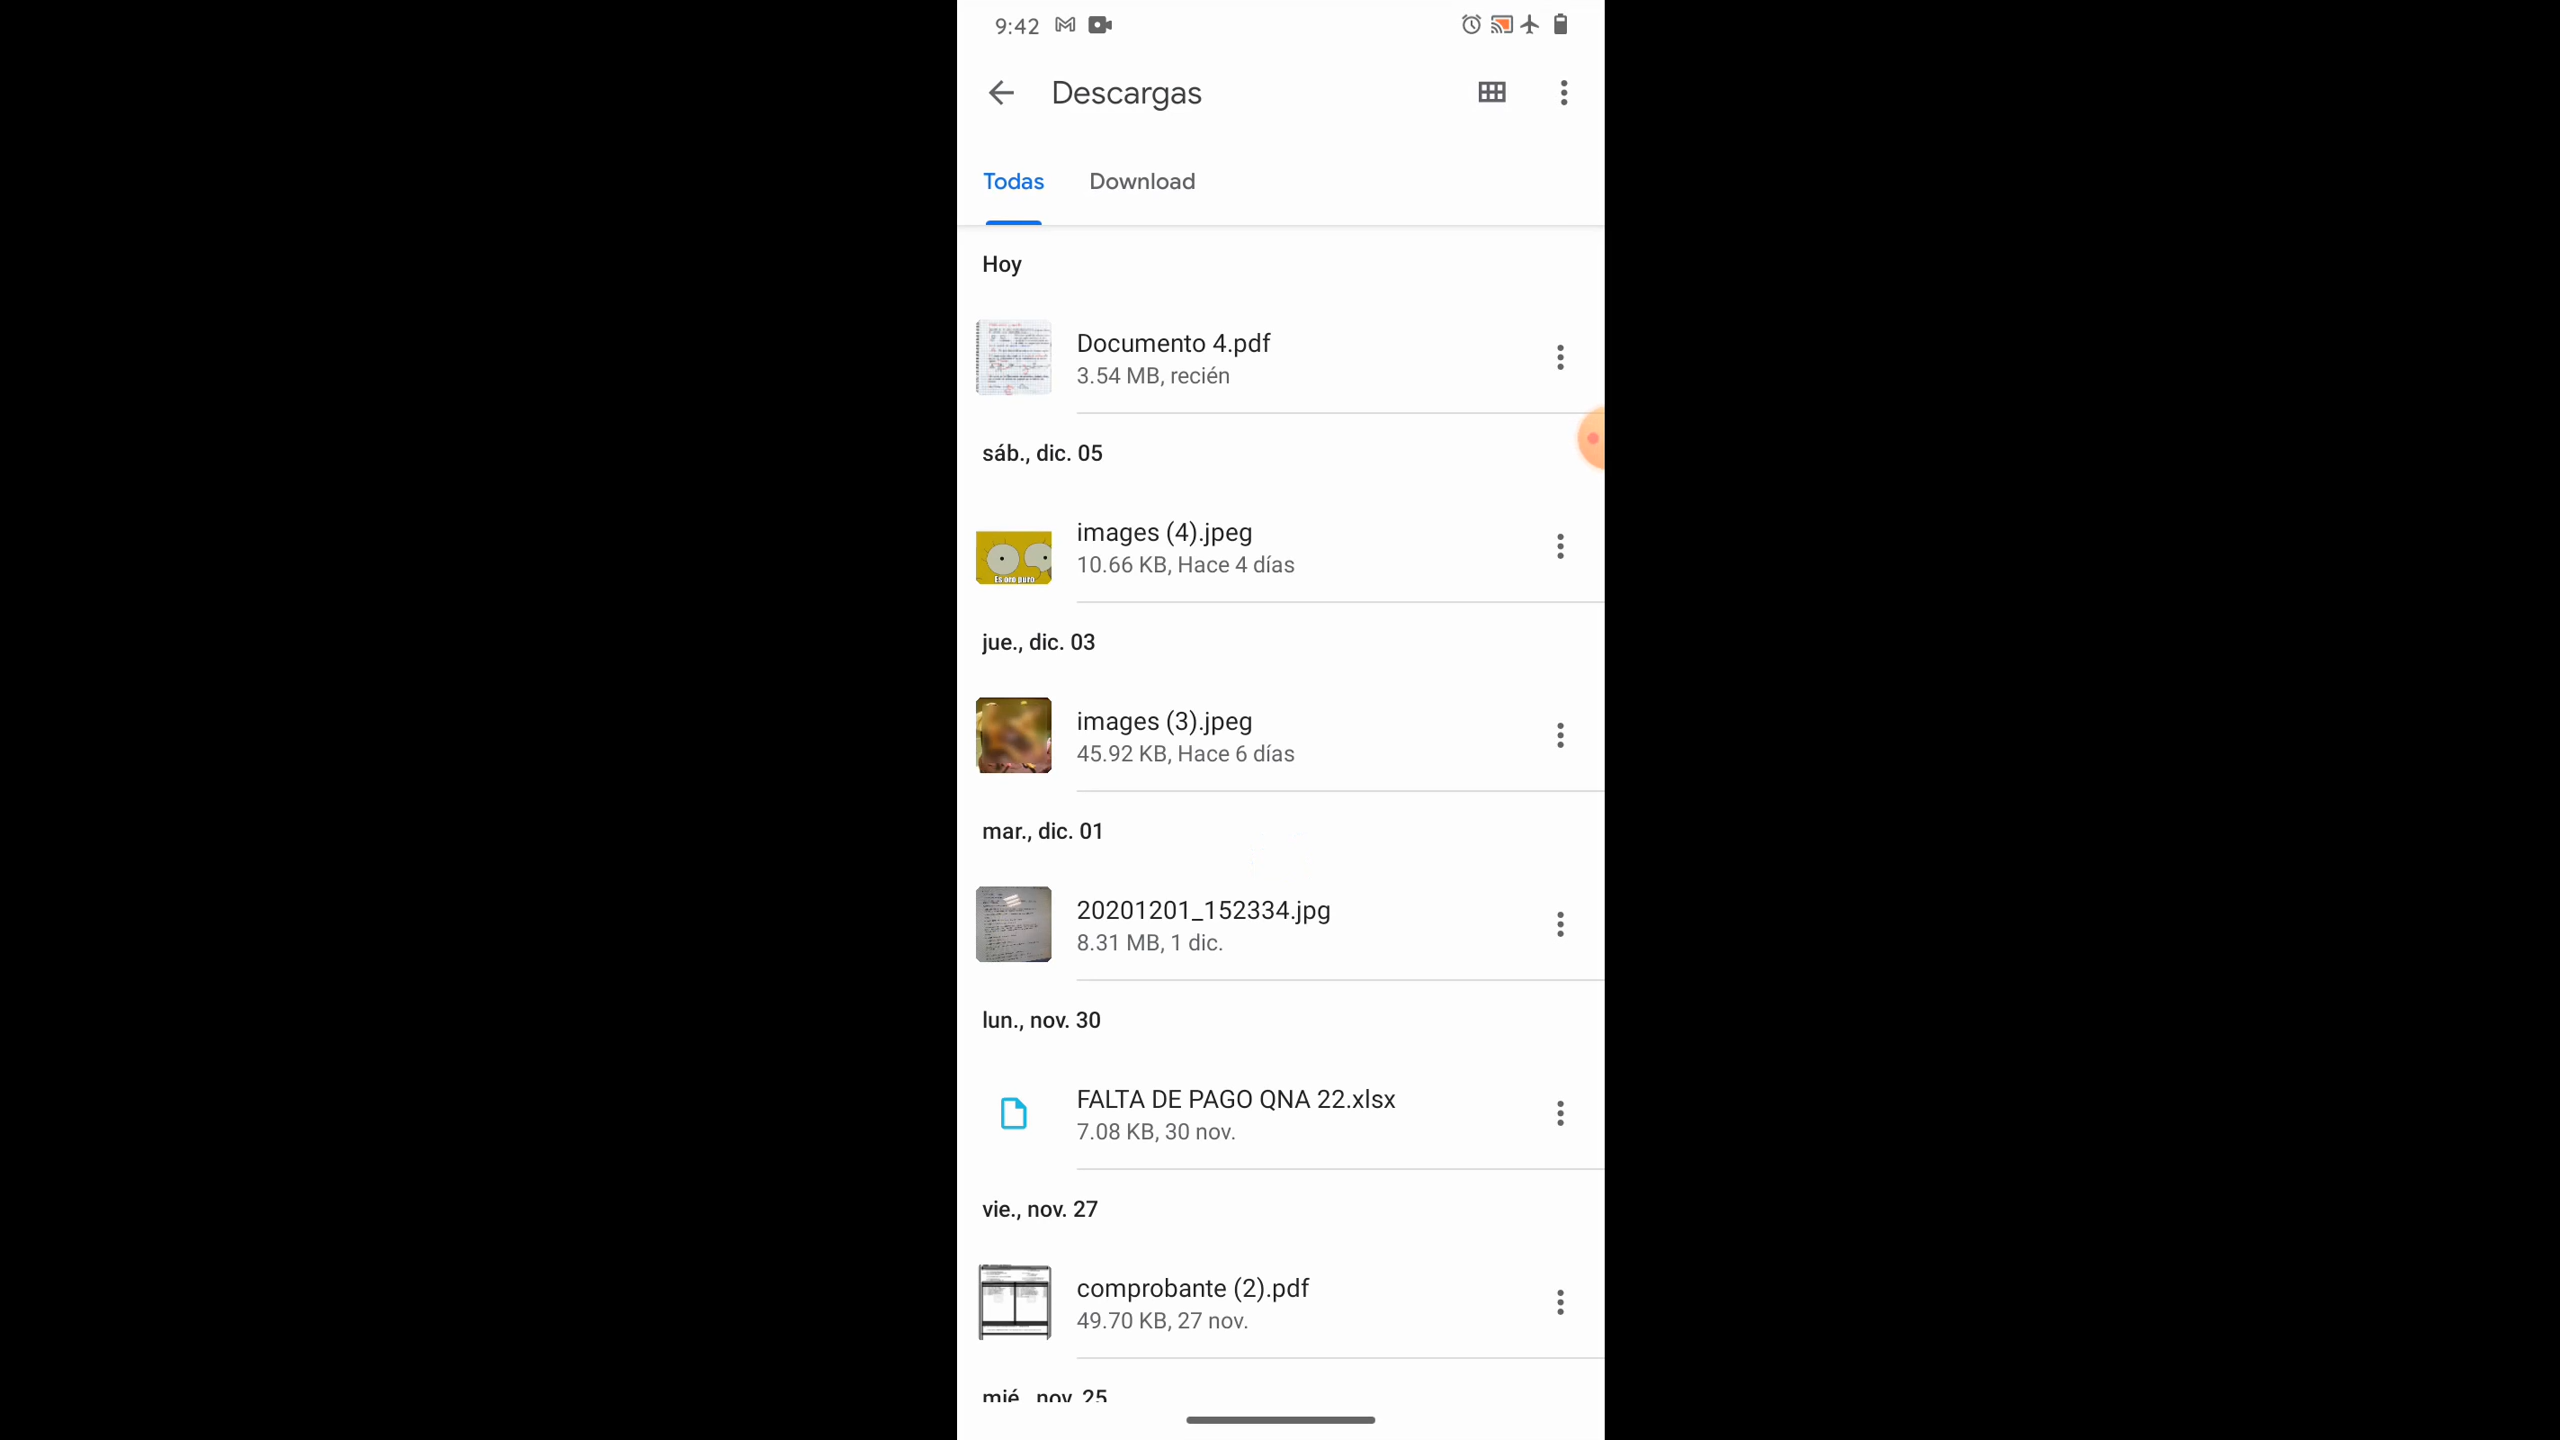 9:42
Descargas
Todas Download
Hoy
Documento 4.pdf
3.54 MB, recién
sáb., dic. 05
images (4).jpeg
10.66 KB, Hace 4 días
Es oro puro
jue., dic. 03
images (3).jpeg
45.92 KB, Hace 6 días
mar., dic. 01
20201201_152334.jpg
8.31 MB, 1 dic.
lun., nov. 30
FALTA DE PAGO QNA 22.xlsx
7.08 KB, 30 nov.
vie., nov. 27
comprobante (2).pdf
49.70 KB, 27 nov.
mié., nov. 25